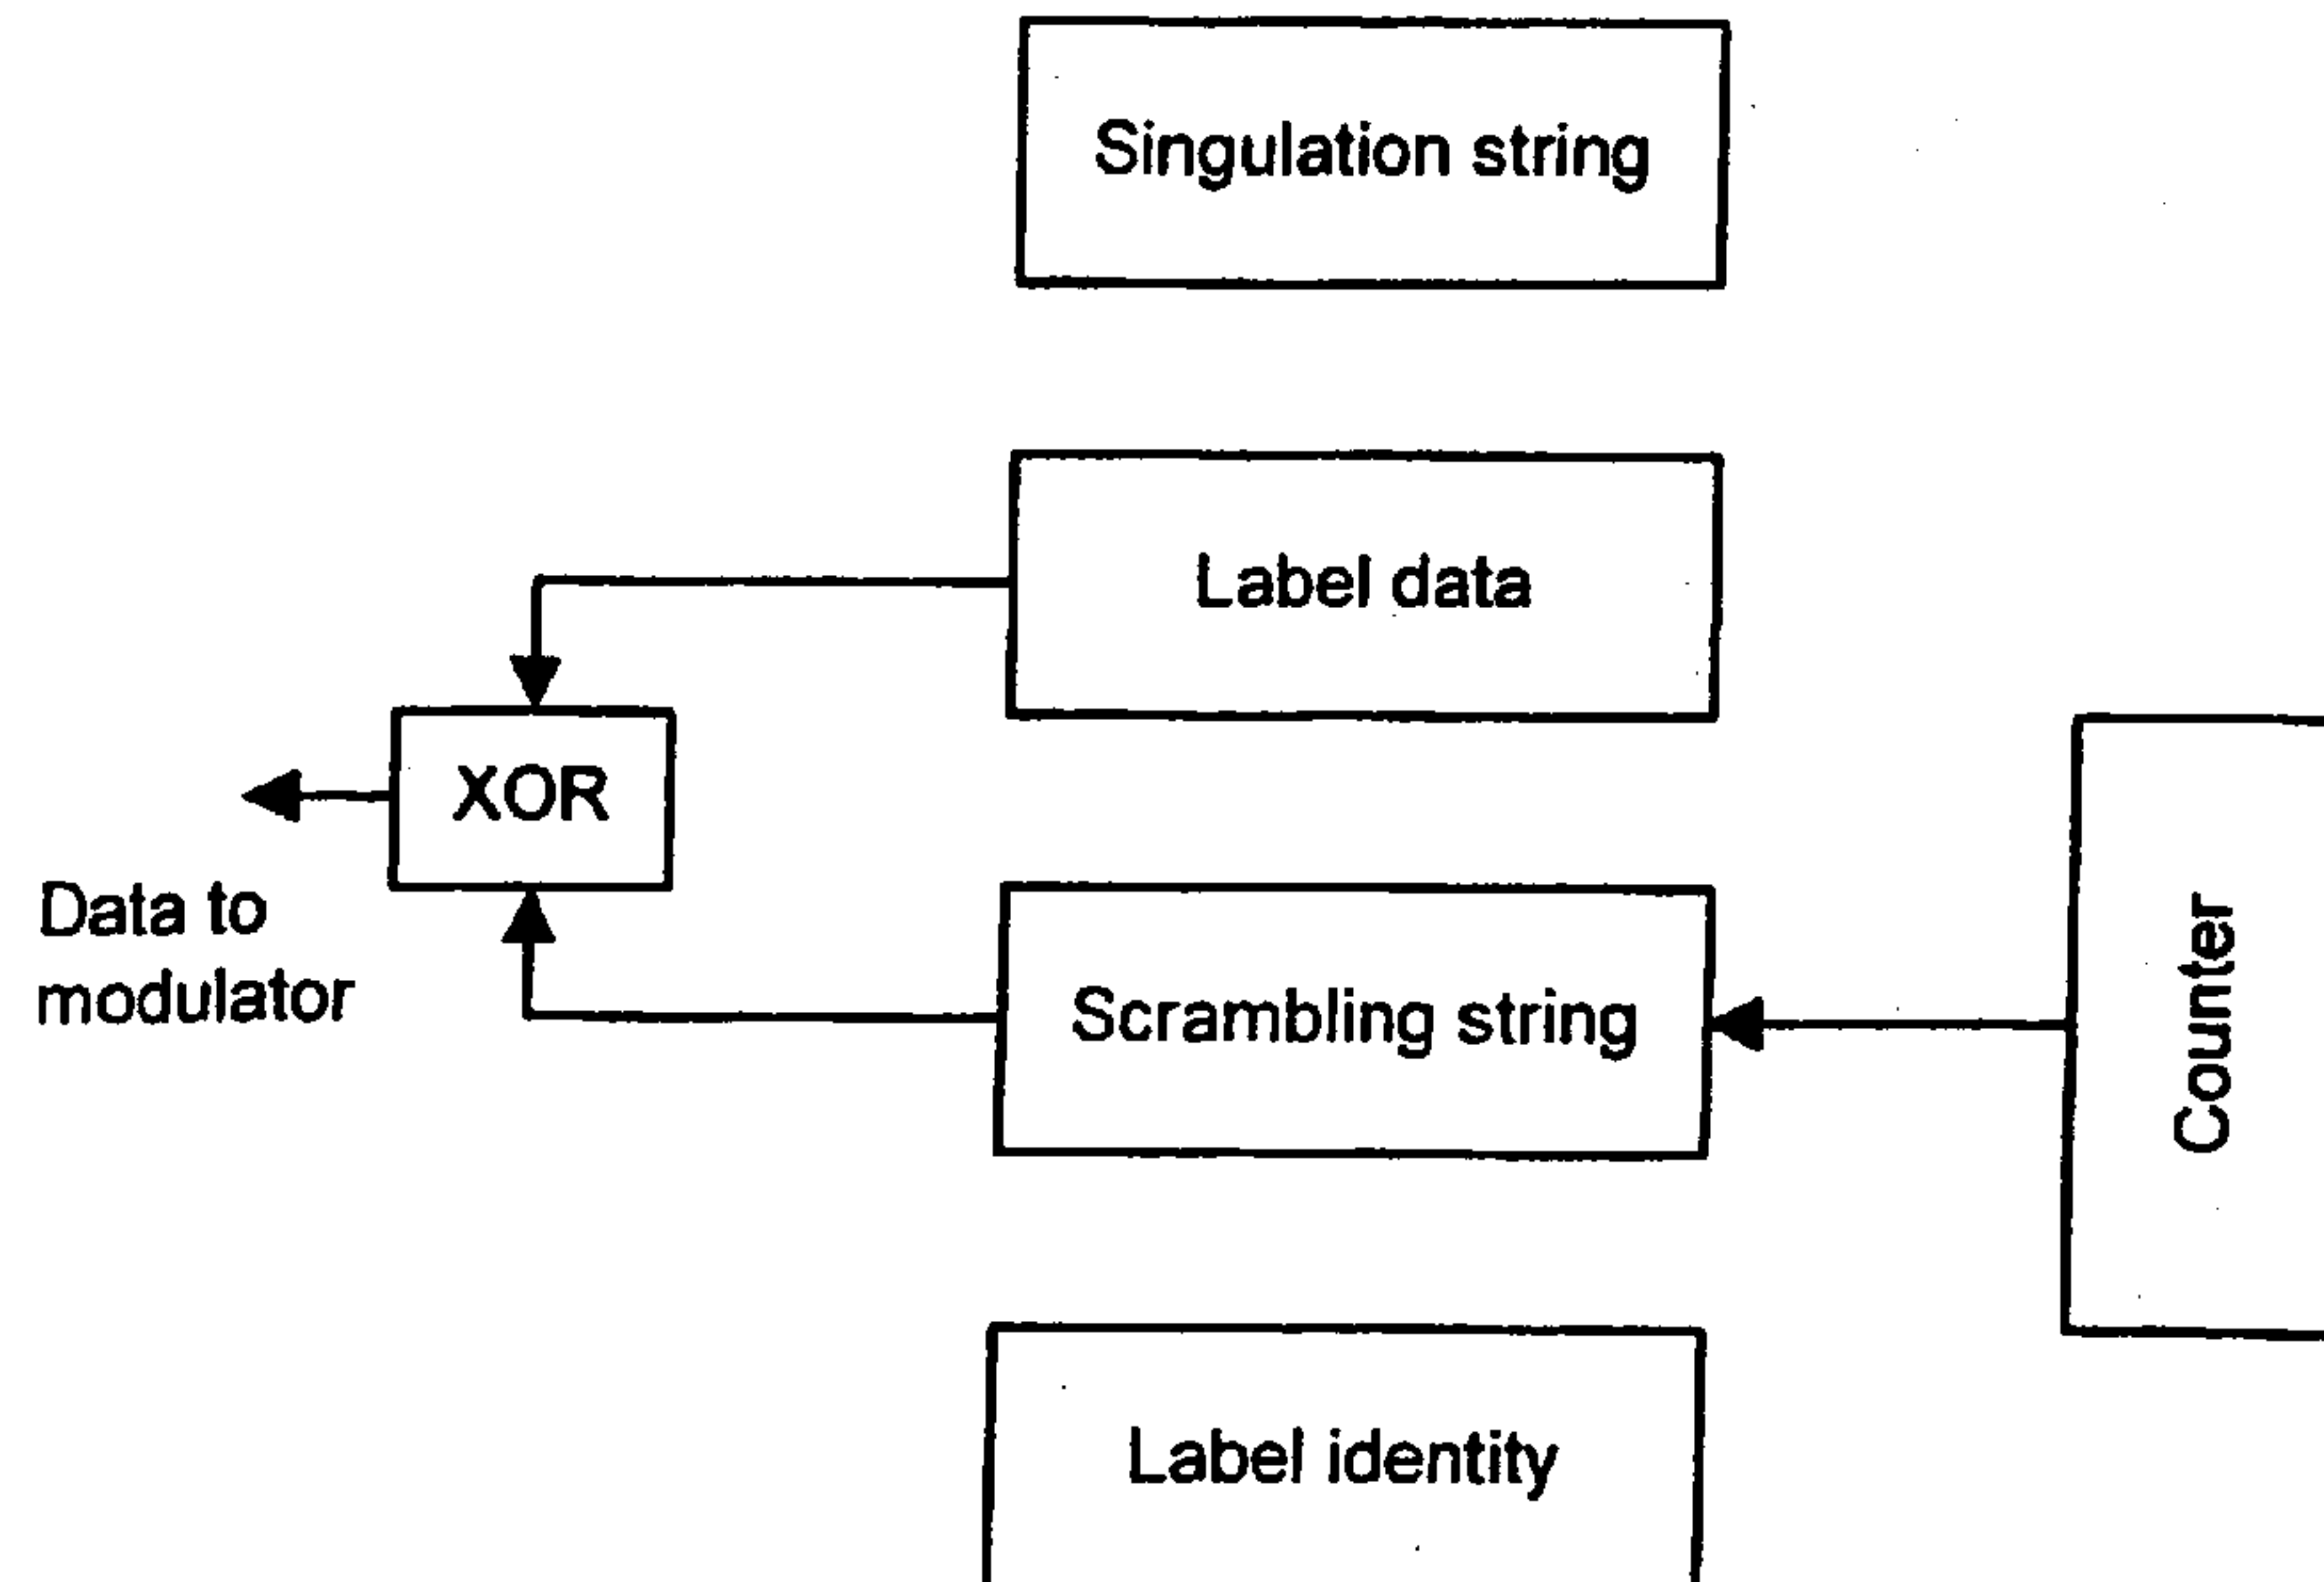 Singulation string
Label data
XOR
Data to
modulator
Scrambling string
Counter
Label identity